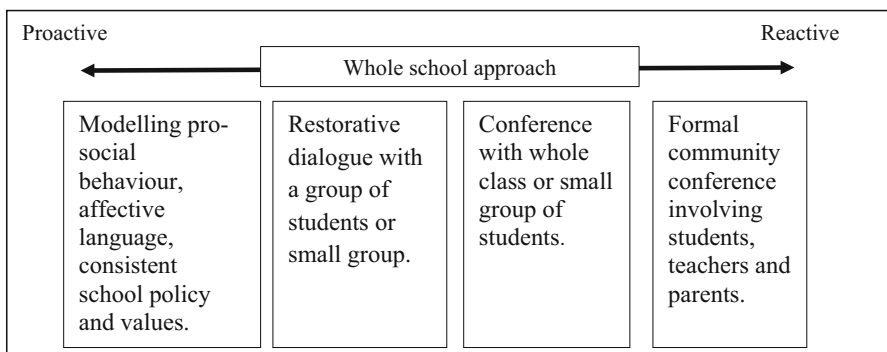 Proactive
Reactive
Whole school approach
Modelling pro-
social
behaviour,
affective
language,
consistent
school policy
and values.
Restorative
dialogue with
a group of
students or
small group.
Conference
with whole
class or small
group of
students.
Formal
community
conference
involving
students,
teachers and
parents.